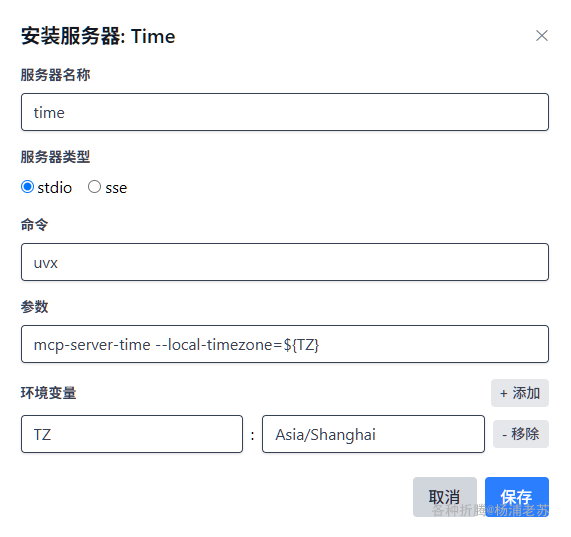 安装服务器: Time
服务器名称
time
服务器类型
stdio sse
命令
uvx
参数
mcp-server-time --local-timezone=${TZ}
环境变量 + 添加
TZ : Asia/Shanghai - 移除
取消 保存
各种折腾@杨浦老苏